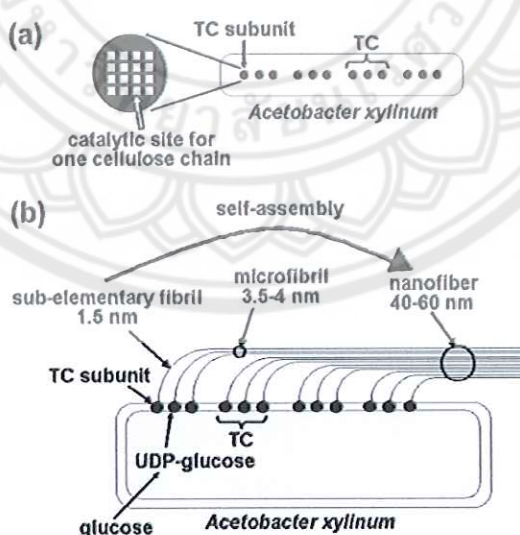 (a)
TC subunit
TC
Acetobacter xylinum
catalytic site for
one cellulose chain
(b)
self-assembly
sub-elementary fibril
1.5 nm
microfibril
3.5-4 nm
nanofiber
40-60 nm
TC subunit
TC
UDP-glucose
glucose
Acetobacter xylinum